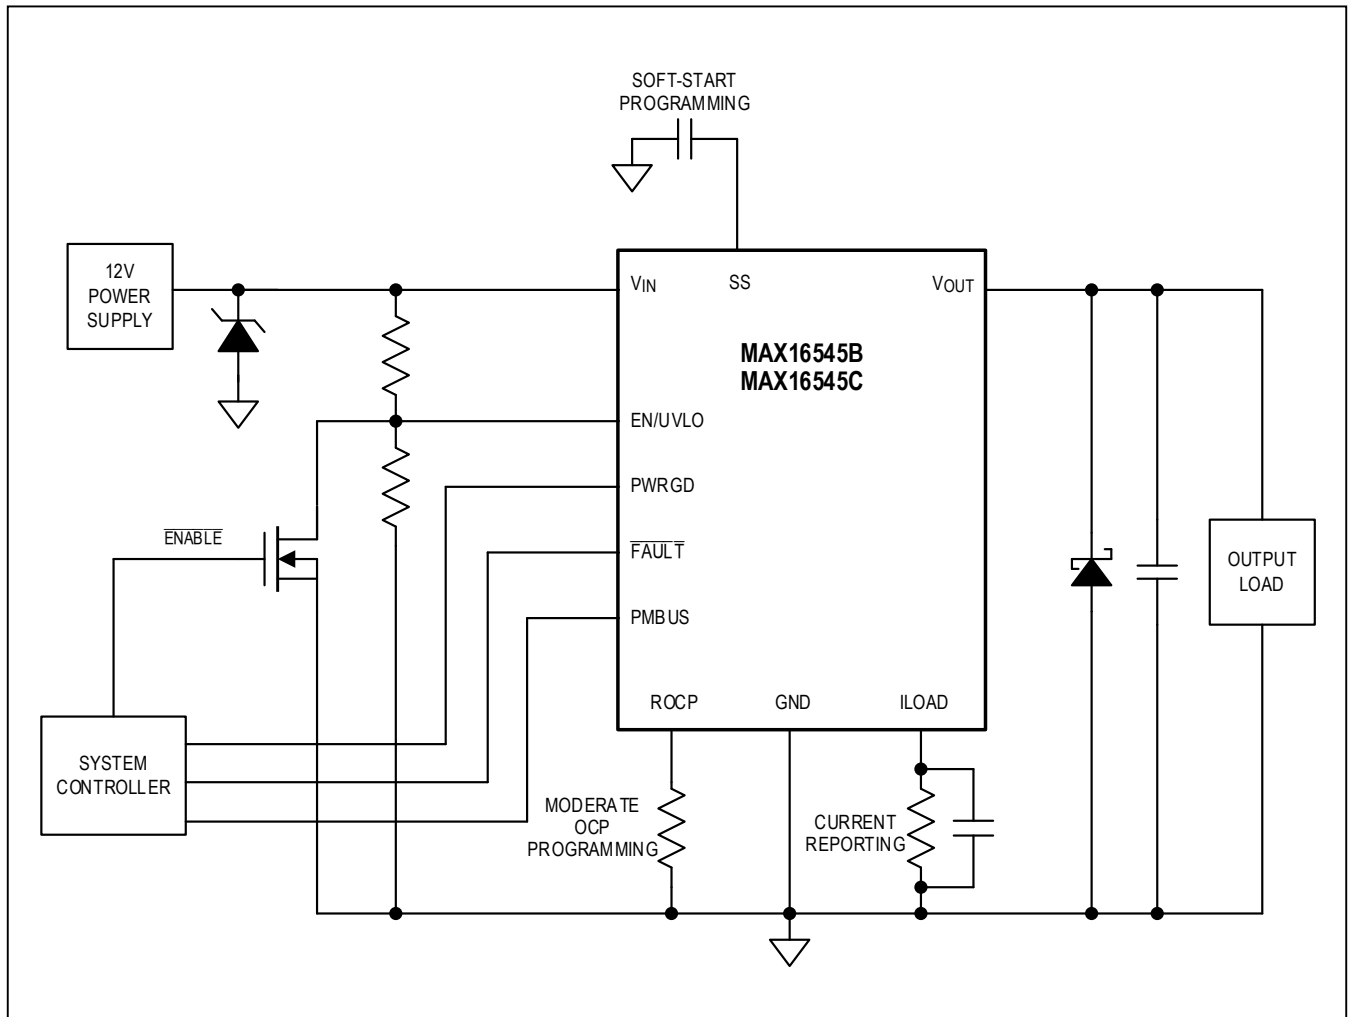 SOFT-START
PROGRAMMING
12V
POWER
SUPPLY
VIN
SS
VOUT
MAX16545B
MAX16545C
EN/UVLO
PWRGD
ENABLE
FAULT
OUTPUT
LOAD
PMBUS
ROCP
GND
ILOAD
SYSTEM
CONTROLLER
MODERATE
OCP
PROGRAMMING
CURRENT
REPORTING